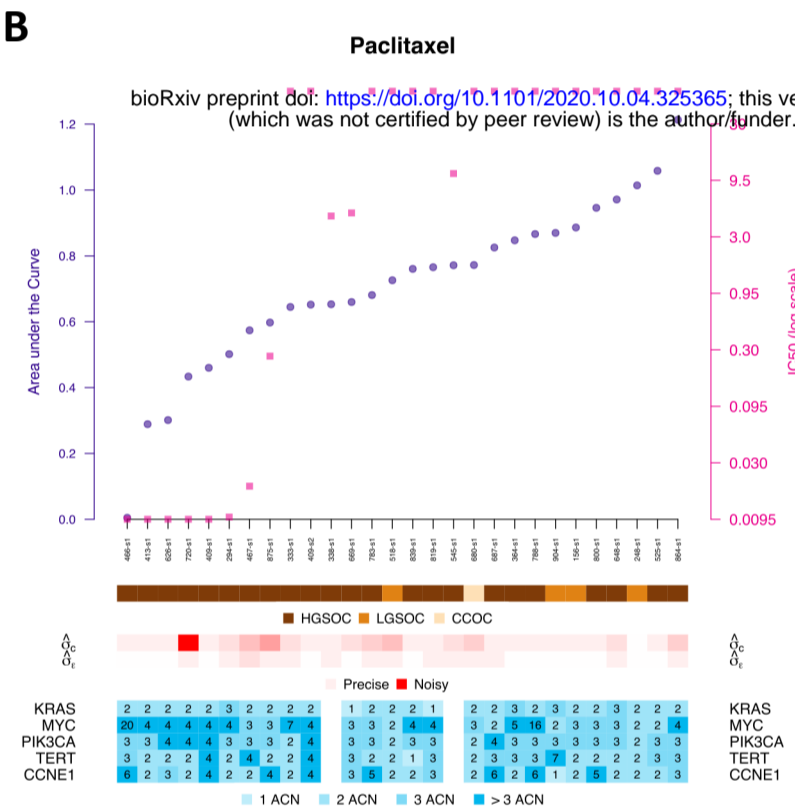 B
Paclitaxel
bioRxiv preprint doi: https://doi.org/10.1101/2020.10.04.325365; this ve
(which was not certified by peer review) is the author/funder.
Area under the Curve
1.2
1.0
0.8
0.6
0.4
0.2
0.0
30
9.5
3.0
0.95
0.30
0.095
0.030
0.0095
IC50 (log scale)
466-s1 413-s1 626-s1 720-s1 409-s1 294-s1 467-s1 875-s1 333-s1 409-s2 338-s1 669-s1 783-s1 518-s1 839-s1 819-s1 545-s1 680-s1 687-s1 364-s1 788-s1 904-s1 156-s1 800-s1 648-s1 248-s1 525-s1 864-s1
HGSOC LGSOC CCOC
σ̂c σ̂c
σ̂ε σ̂ε
Precise Noisy
KRAS 2 2 2 2 2 3 2 2 2 2 1 2 2 2 1 2 2 3 2 3 2 2 3 2 2 2 KRAS
MYC 20 4 4 4 4 4 3 3 7 4 3 3 2 4 4 3 2 5 16 2 3 3 3 2 2 4 MYC
PIK3CA 3 3 4 4 4 3 3 3 2 4 3 2 3 3 3 2 4 3 3 3 3 3 3 2 3 3 PIK3CA
TERT 3 2 2 2 4 2 4 2 2 4 3 2 2 1 3 2 3 3 3 7 2 2 2 2 3 3 TERT
CCNE1 6 2 3 2 4 2 2 4 2 4 3 5 2 2 3 2 6 2 6 1 2 5 2 2 2 3 CCNE1
1 ACN 2 ACN 3 ACN > 3 ACN